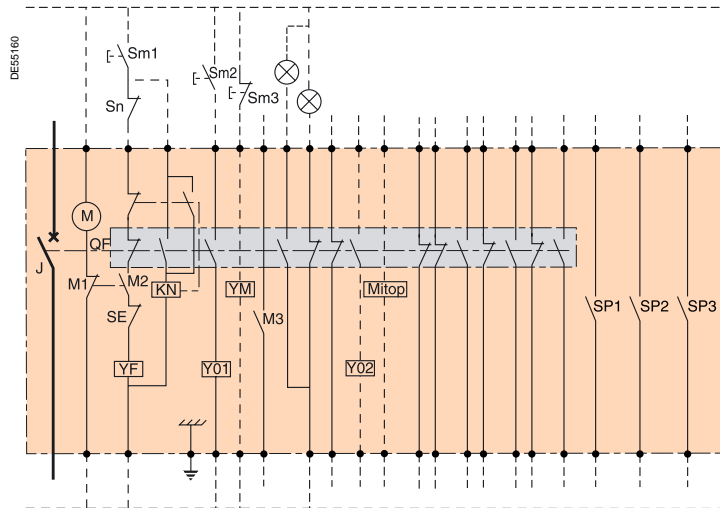 DE55160
Sm1
Sm2
Sm3
Sn
M
QF
J
M1
M2
KN
YM
Mitop
SE
M3
SP1
SP2
SP3
YF
Y01
Y02